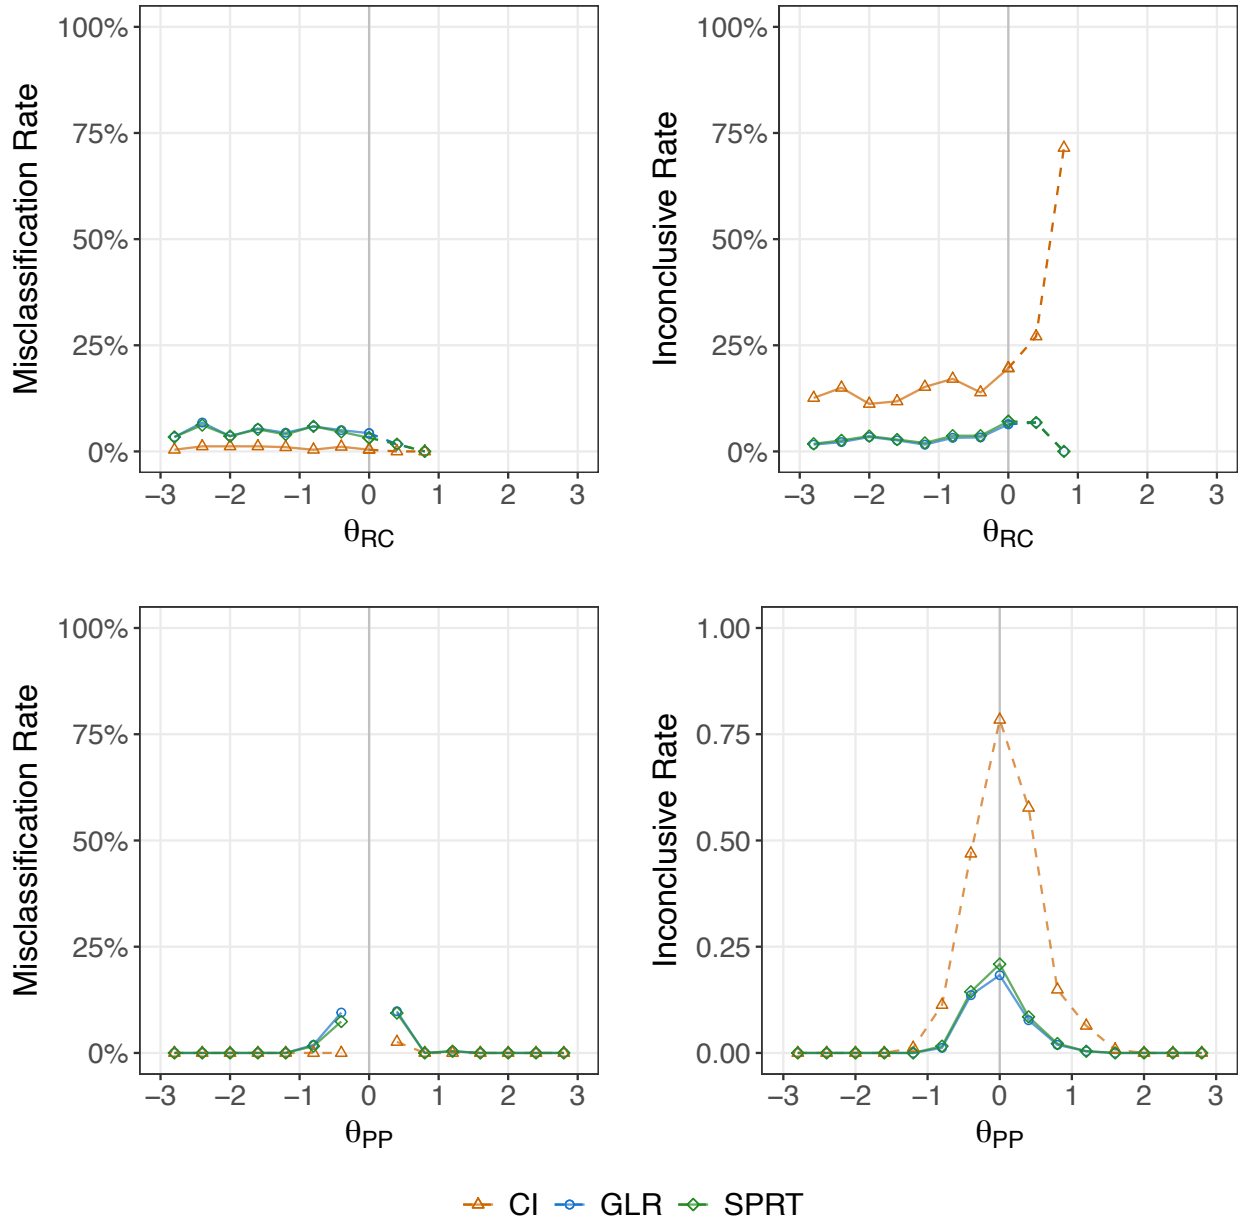 Misclassification Rate
100%
75%
50%
25%
0%
−3 −2 −1 0 1 2 3
θRC
Inconclusive Rate
100%
75%
50%
25%
0%
−3 −2 −1 0 1 2 3
θRC
Misclassification Rate
100%
75%
50%
25%
0%
−3 −2 −1 0 1 2 3
θPP
Inconclusive Rate
1.00
0.75
0.50
0.25
0.00
−3 −2 −1 0 1 2 3
θPP
CI GLR SPRT